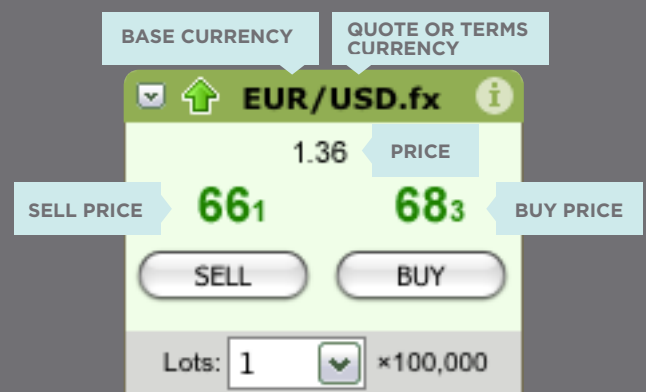 BASE CURRENCY
QUOTE OR TERMS
CURRENCY
EUR/USD.fx
i
1.36
PRICE
SELL PRICE
661
683
BUY PRICE
SELL
BUY
Lots: 1 ×100,000